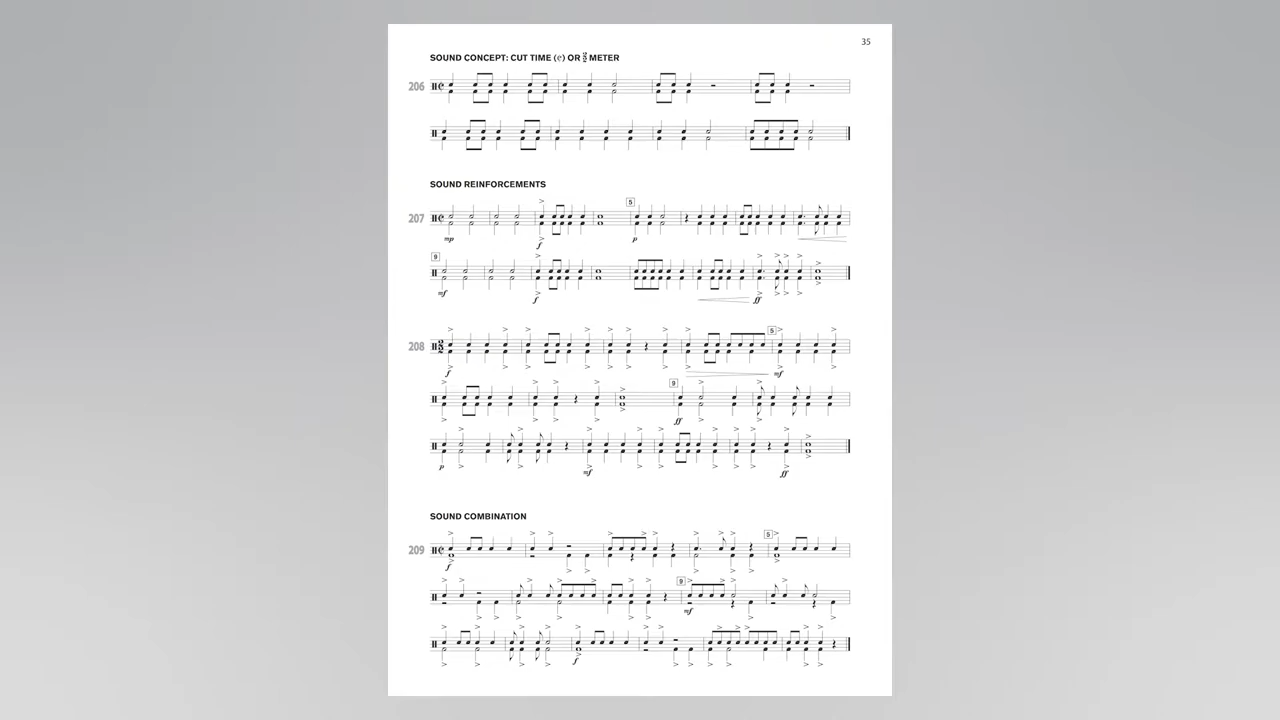 35
SOUND CONCEPT: CUT TIME (𝄵) OR 2/2 METER
206
SOUND REINFORCEMENTS
5
207
mp f p
9
mf f ff
5
208
f mf
9
ff
p mf ff
SOUND COMBINATION
5
209
f
9
mf
f